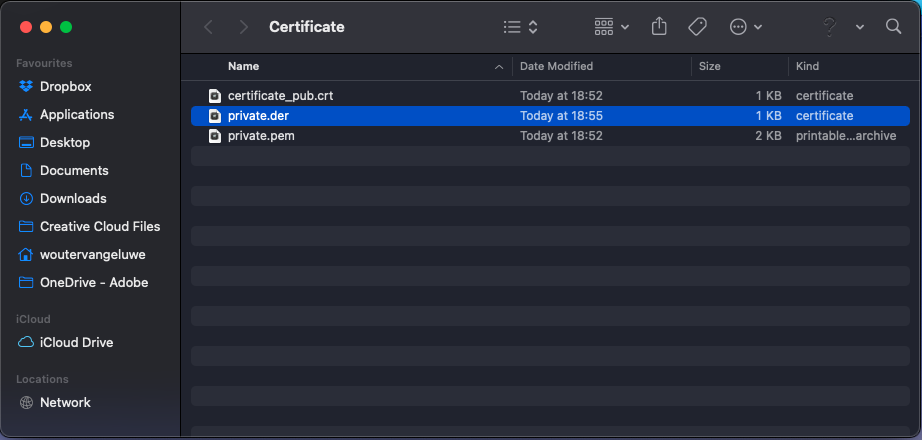 Certificate
Favourites
Dropbox
Applications
Desktop
Documents
Downloads
Creative Cloud Files
woutervangeluwe
OneDrive - Adobe
iCloud
iCloud Drive
Locations
Network
Name Date Modified Size Kind
certificate_pub.crt Today at 18:52 1 KB certificate
private.der Today at 18:55 1 KB certificate
private.pem Today at 18:52 2 KB printable...archive